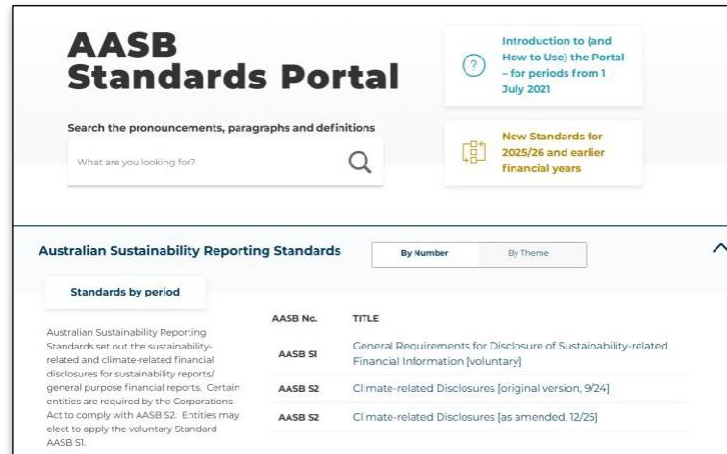 AASB
Standards Portal
Introduction to (and
How to Use) the Portal
– for periods from 1
July 2021
Search the pronouncements, paragraphs and definitions
What are you looking for?
New Standards for
2025/26 and earlier
financial years
Australian Sustainability Reporting Standards
By Number
By Theme
Standards by period
Australian Sustainability Reporting
Standards set out the sustainability-
related and climate-related financial
disclosures for sustainability reports/
general purpose financial reports. Certain
entities are required by the Corporations
Act to comply with AASB S2. Entities may
elect to apply the voluntary Standard
AASB S1.
AASB No. TITLE
AASB S1 General Requirements for Disclosure of Sustainability-related
Financial Information [voluntary]
AASB S2 Climate-related Disclosures [original version, 9/24]
AASB S2 Climate-related Disclosures [as amended, 12/25]